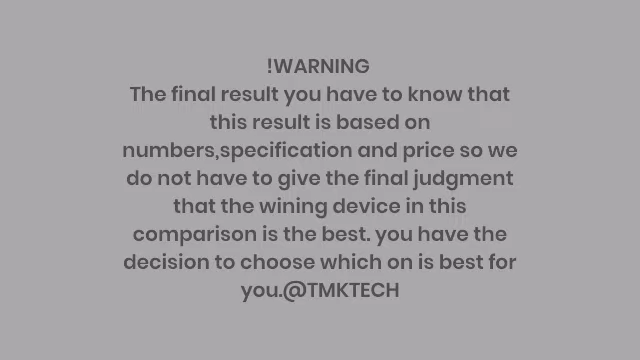 !WARNING
The final result you have to know that
this result is based on
numbers,specification and price so we
do not have to give the final judgment
that the wining device in this
comparison is the best. you have the
decision to choose which on is best for
you.@TMKTECH